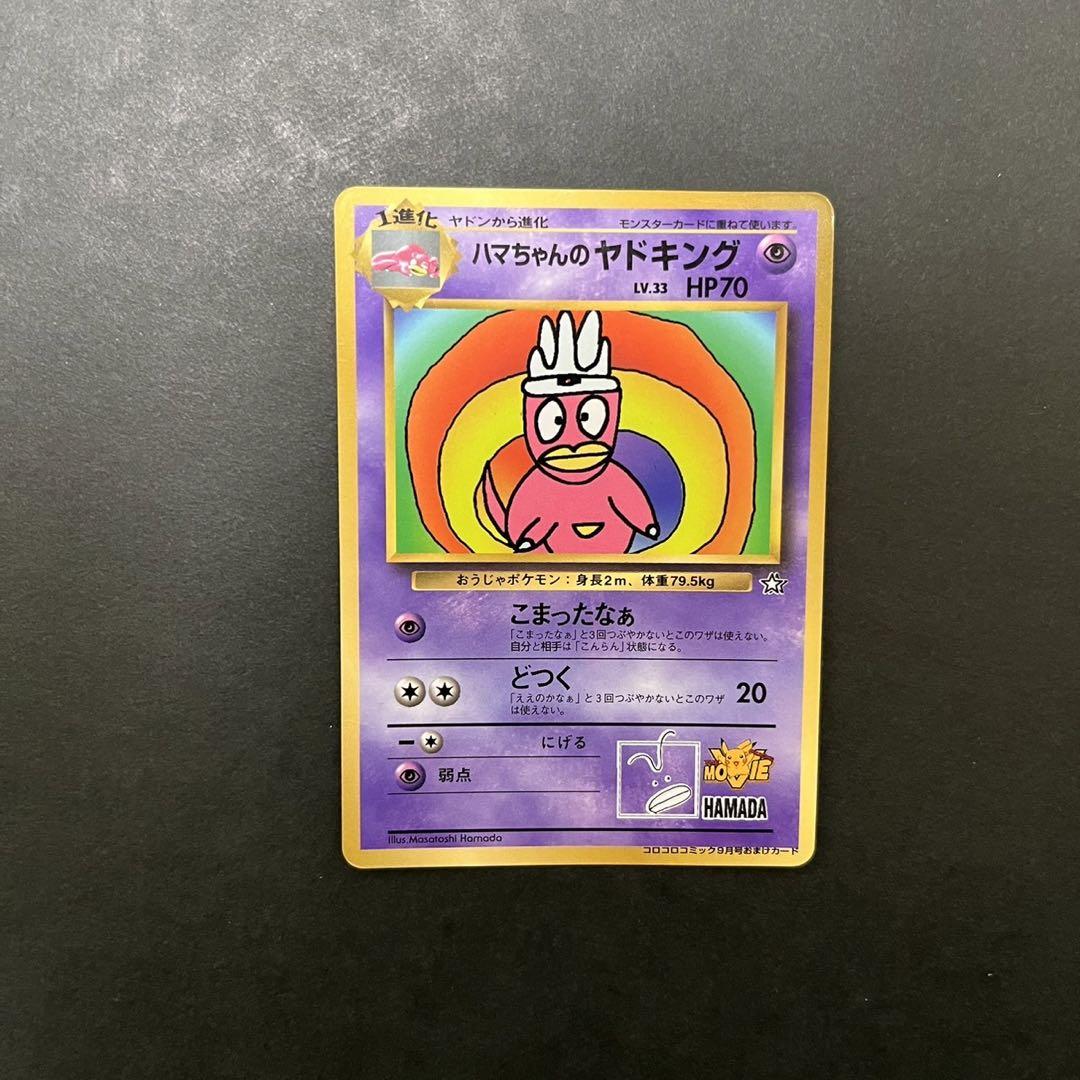 1進化 ヤドンから進化 モンスターカードに重ねて使います。
ハマちゃんのヤドキング
LV.33 HP70
おうじゃポケモン：身長2m、体重79.5kg
こまったなぁ
「こまったなぁ」と3回つぶやかないとこのワザは使えない。
自分と相手は「こんらん」状態になる。
どつく 20
「ええのかなぁ」と3回つぶやかないとこのワザ
は使えない。
ー にげる
弱点
MOVIE
HAMADA
Illus.Masatoshi Hamada
コロコロコミック9月号おまけカード